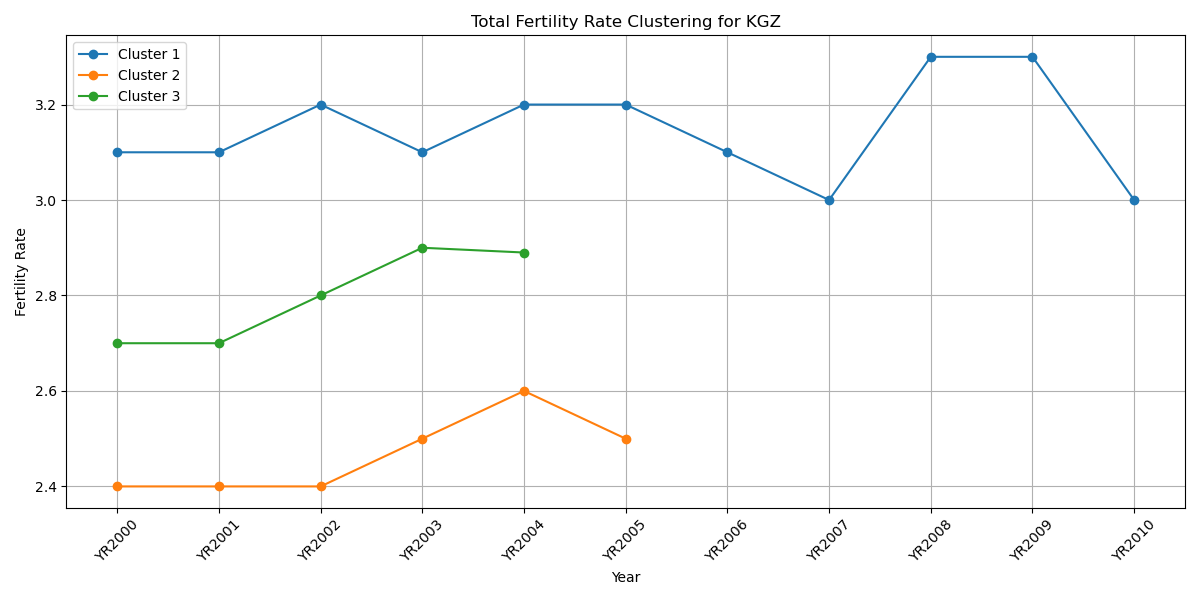 Total Fertility Rate Clustering for KGZ
Cluster 1
Cluster 2
Cluster 3
Fertility Rate
3.2
3.0
2.8
2.6
2.4
YR2000
YR2001
YR2002
YR2003
YR2004
YR2005
YR2006
YR2007
YR2008
YR2009
YR2010
Year